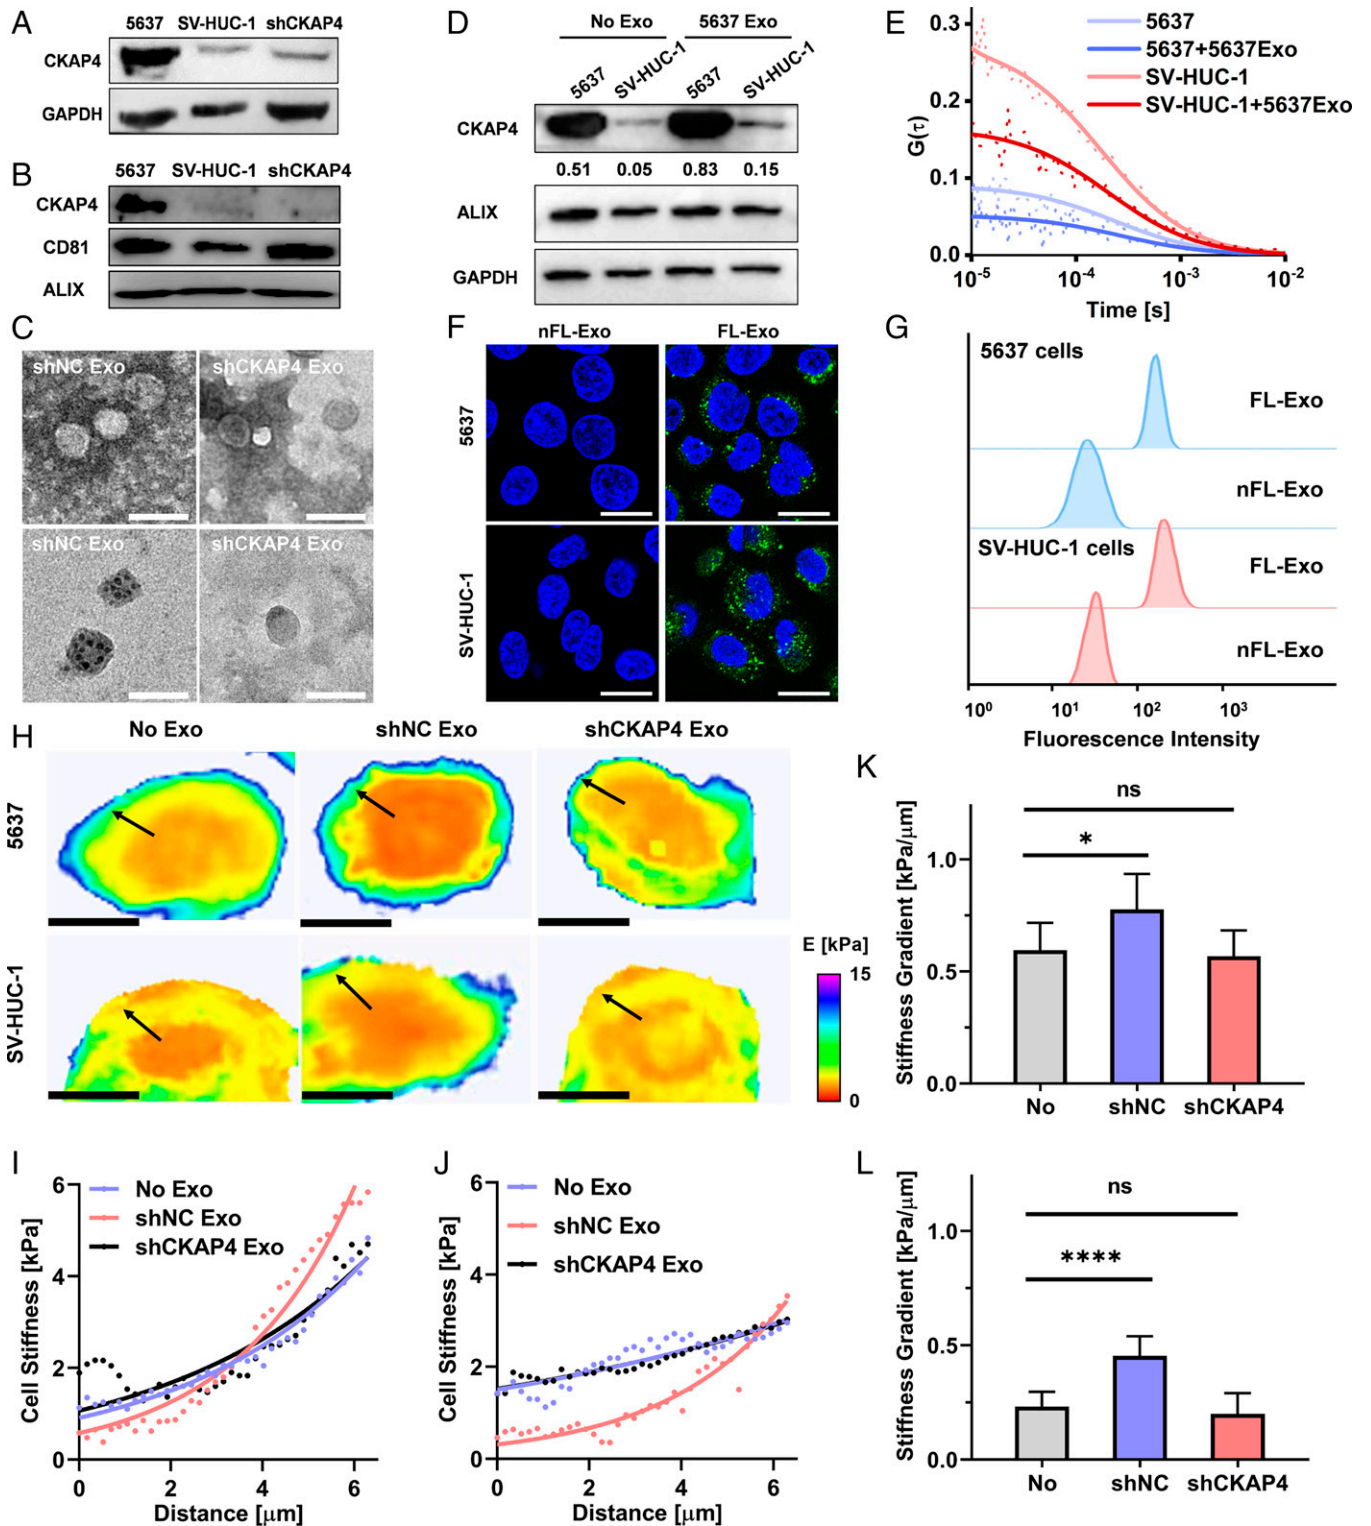 A
5637 SV-HUC-1 shCKAP4
CKAP4
GAPDH
B
5637 SV-HUC-1 shCKAP4
CKAP4
CD81
ALIX
C
shNC Exo
shCKAP4 Exo
shNC Exo
shCKAP4 Exo
D
No Exo 5637 Exo
5637 SV-HUC-1 5637 SV-HUC-1
CKAP4
0.51 0.05 0.83 0.15
ALIX
GAPDH
E
0.3
0.2
0.1
0.0
G(τ)
5637
5637+5637Exo
SV-HUC-1
SV-HUC-1+5637Exo
10⁻⁵ 10⁻⁴ 10⁻³ 10⁻²
Time [s]
F
nFL-Exo FL-Exo
5637
SV-HUC-1
G
5637 cells
FL-Exo
nFL-Exo
SV-HUC-1 cells
FL-Exo
nFL-Exo
10⁰ 10¹ 10² 10³
Fluorescence Intensity
H
No Exo shNC Exo shCKAP4 Exo
5637
SV-HUC-1
E [kPa]
15
0
I
6
4
2
0
Cell Stiffness [kPa]
No Exo
shNC Exo
shCKAP4 Exo
0 2 4 6
Distance [μm]
J
6
4
2
0
Cell Stiffness [kPa]
No Exo
shNC Exo
shCKAP4 Exo
0 2 4 6
Distance [μm]
K
ns
*
1.0
0.5
0.0
Stiffness Gradient [kPa/μm]
No shNC shCKAP4
L
ns
****
1.0
0.5
0.0
Stiffness Gradient [kPa/μm]
No shNC shCKAP4